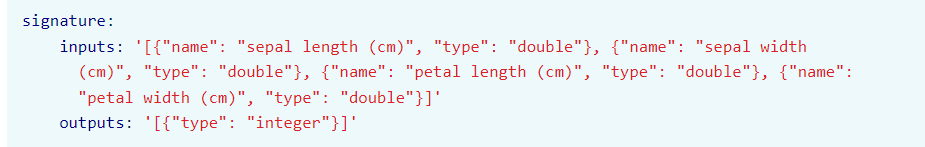 signature:
    inputs: '[{"name": "sepal length (cm)", "type": "double"}, {"name": "sepal width
      (cm)", "type": "double"}, {"name": "petal length (cm)", "type": "double"}, {"name":
      "petal width (cm)", "type": "double"}]'
    outputs: '[{"type": "integer"}]'